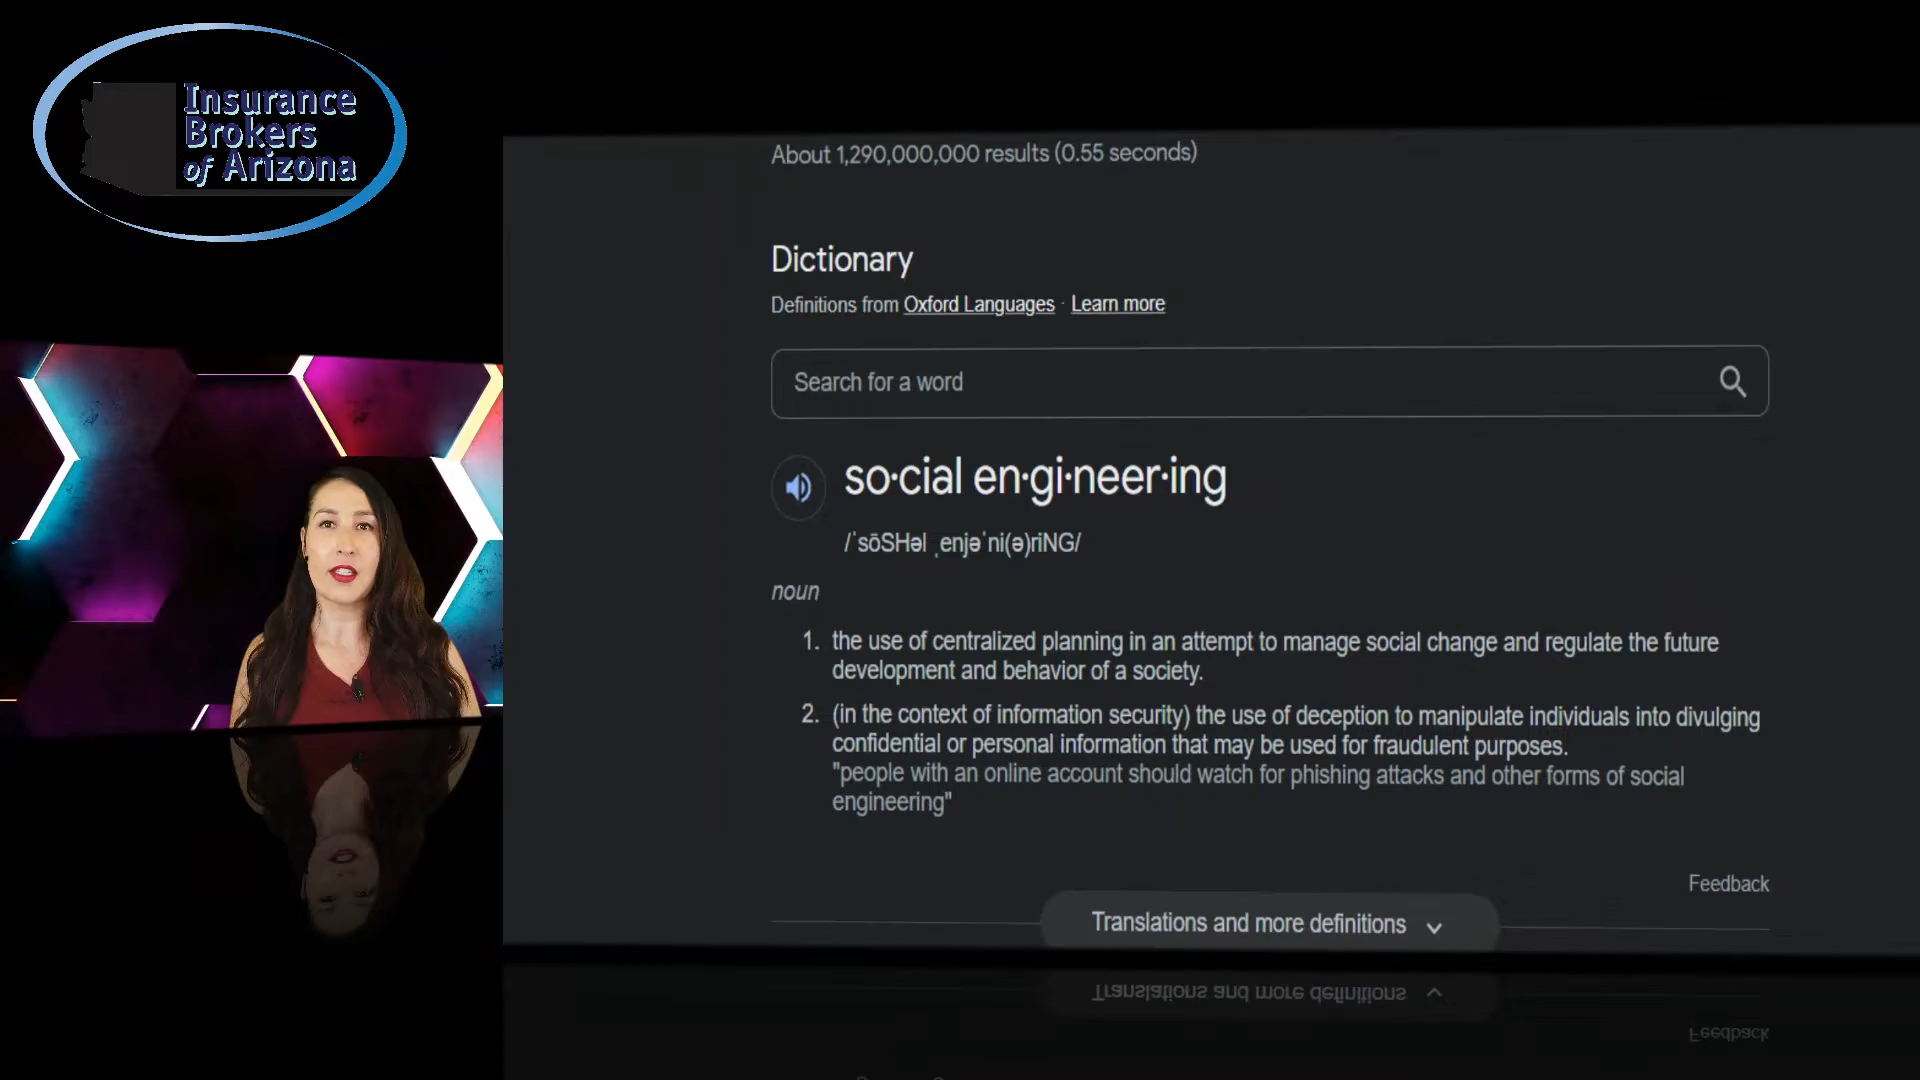 Insurance
Brokers
of Arizona
About 1,290,000,000 results (0.55 seconds)
Dictionary
Definitions from Oxford Languages · Learn more
Search for a word
so·cial en·gi·neer·ing
/ˈsōSHəl ˌenjəˈni(ə)riNG/
noun
1. the use of centralized planning in an attempt to manage social change and regulate the future
development and behavior of a society.
2. (in the context of information security) the use of deception to manipulate individuals into divulging
confidential or personal information that may be used for fraudulent purposes.
"people with an online account should watch for phishing attacks and other forms of social
engineering"
Feedback
Translations and more definitions
Translations and more definitions
Feedback